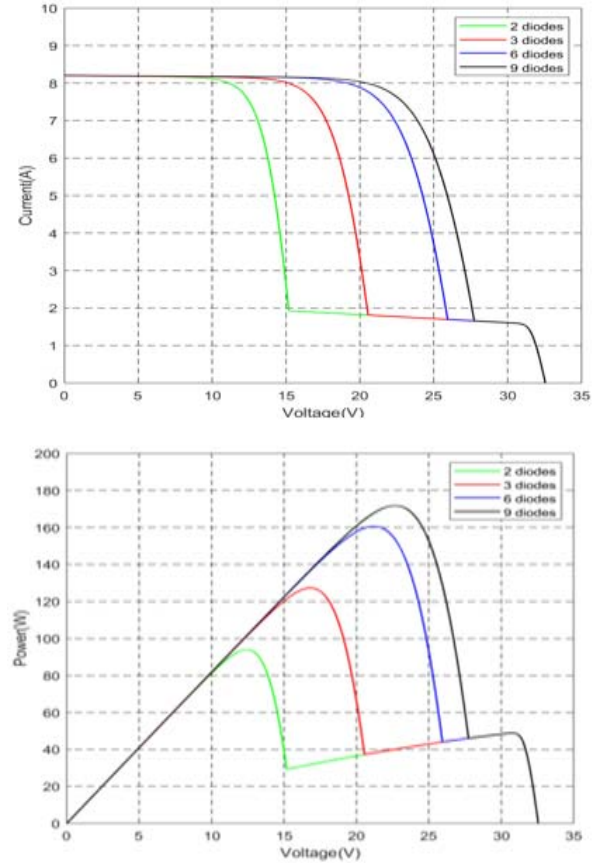 10
9
8
7
6
5
4
3
2
1
0
Current(A)
2 diodes
3 diodes
6 diodes
9 diodes
0 5 10 15 20 25 30 35
Voltage(V)
200
180
160
140
120
100
80
60
40
20
0
Power(W)
2 diodes
3 diodes
6 diodes
9 diodes
0 5 10 15 20 25 30 35
Voltage(V)